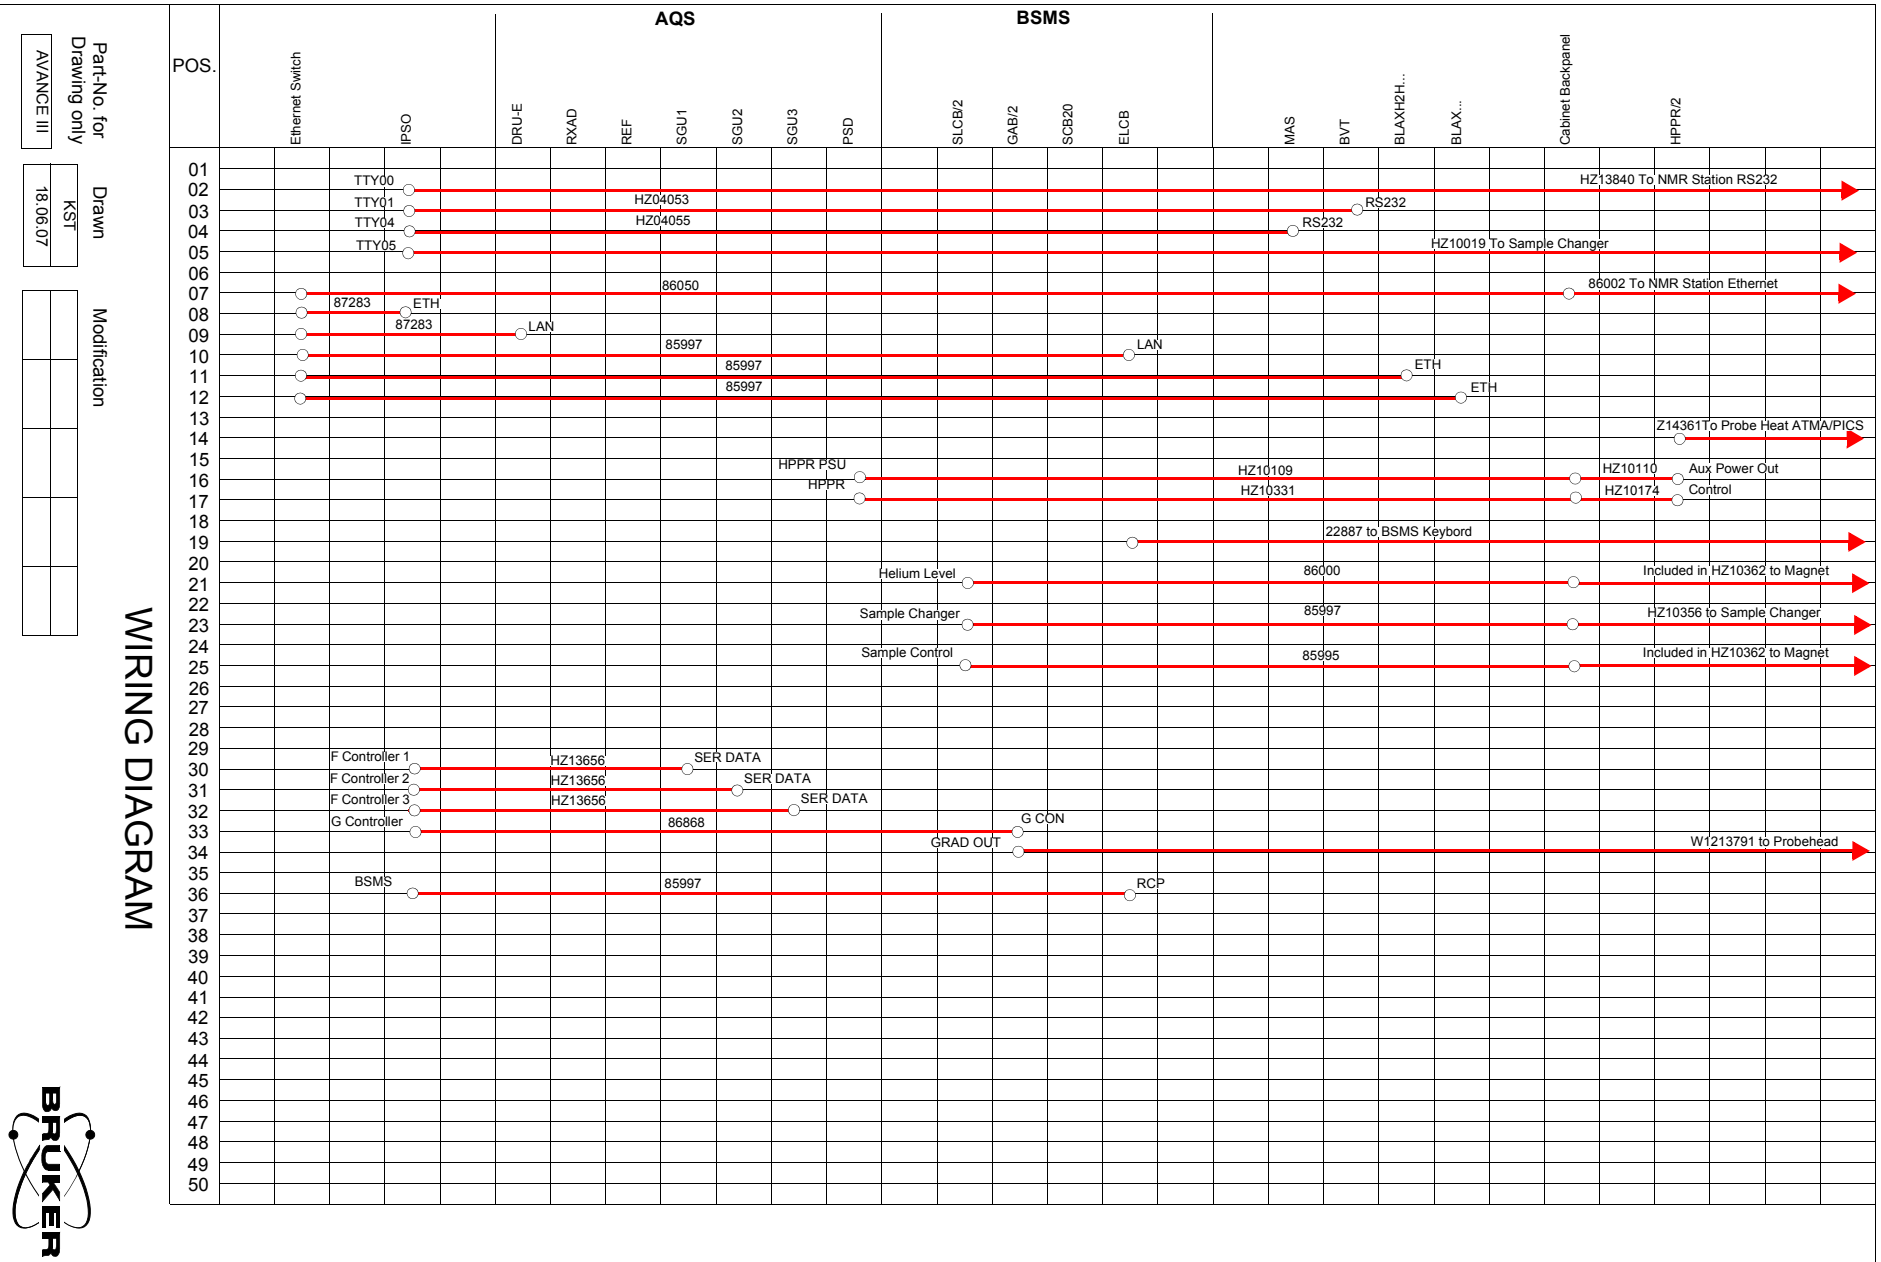 AQS
BSMS
POS.
Ethernet Switch
IPSO
DRU-E
RXAD
REF
SGU1
SGU2
SGU3
PSD
SLCB/2
GAB/2
SCB20
ELCB
MAS
BVT
BLAXH2H...
BLAX...
Cabinet Backpanel
HPPR/2
Part-No. for
Drawing only
AVANCE III
Drawn
KST
18.06.07
Modification
WIRING DIAGRAM
BRUKER
01
02
TTY00
HZ13840 To NMR Station RS232
03
TTY01
HZ04053
RS232
04
TTY04
HZ04055
RS232
05
TTY05
HZ10019 To Sample Changer
06
07
86050
86002 To NMR Station Ethernet
08
87283
ETH
09
87283
LAN
10
85997
LAN
11
85997
ETH
12
85997
ETH
13
14
Z14361To Probe Heat ATMA/PICS
15
16
HPPR PSU
HZ10109
HZ10110
Aux Power Out
17
HPPR
HZ10331
HZ10174
Control
18
19
22887 to BSMS Keybord
20
21
Helium Level
86000
Included in HZ10362 to Magnet
22
23
Sample Changer
85997
HZ10356 to Sample Changer
24
25
Sample Control
85995
Included in HZ10362 to Magnet
26
27
28
29
30
F Controller 1
HZ13656
SER DATA
31
F Controller 2
HZ13656
SER DATA
32
F Controller 3
HZ13656
SER DATA
33
G Controller
86868
G CON
34
GRAD OUT
W1213791 to Probehead
35
36
BSMS
85997
RCP
37
38
39
40
41
42
43
44
45
46
47
48
49
50